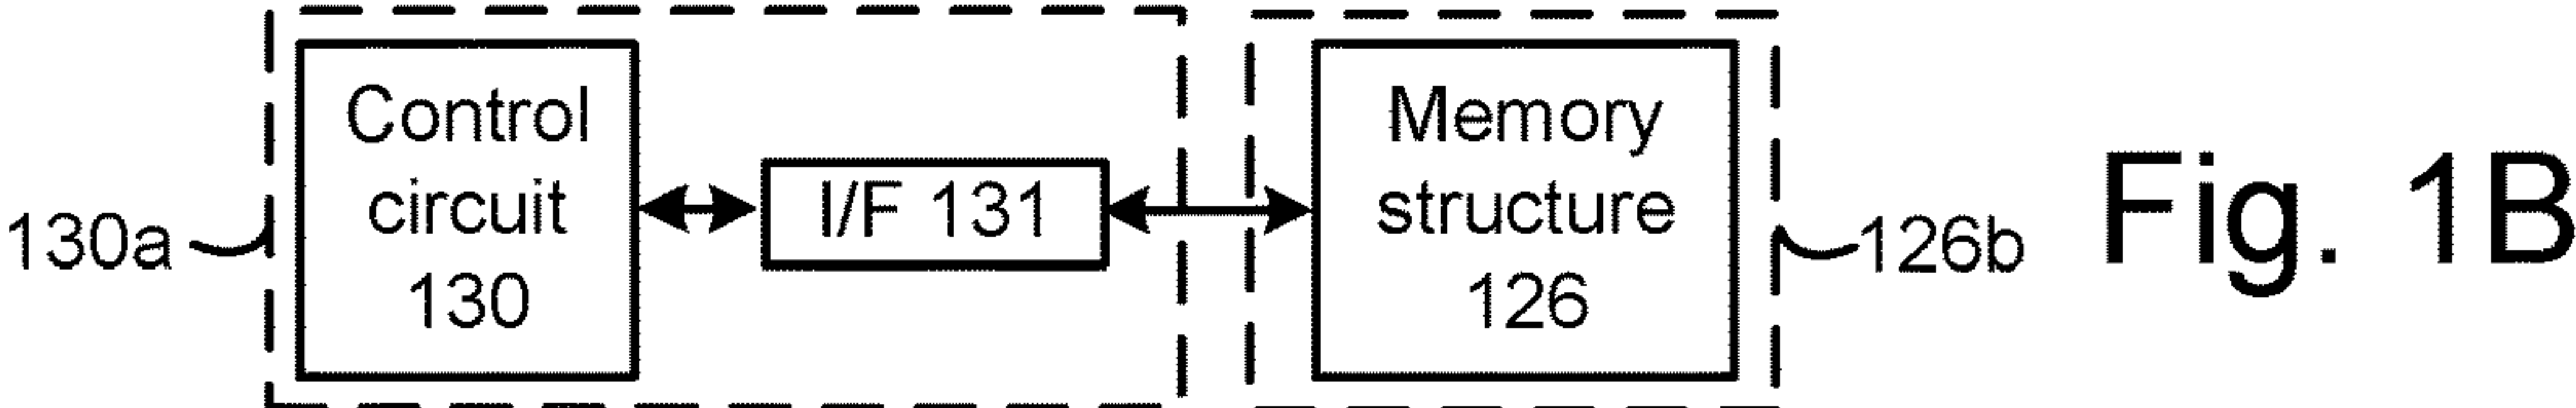 130a
Control
circuit
130
I/F 131
Memory
structure
126
126b
Fig. 1B